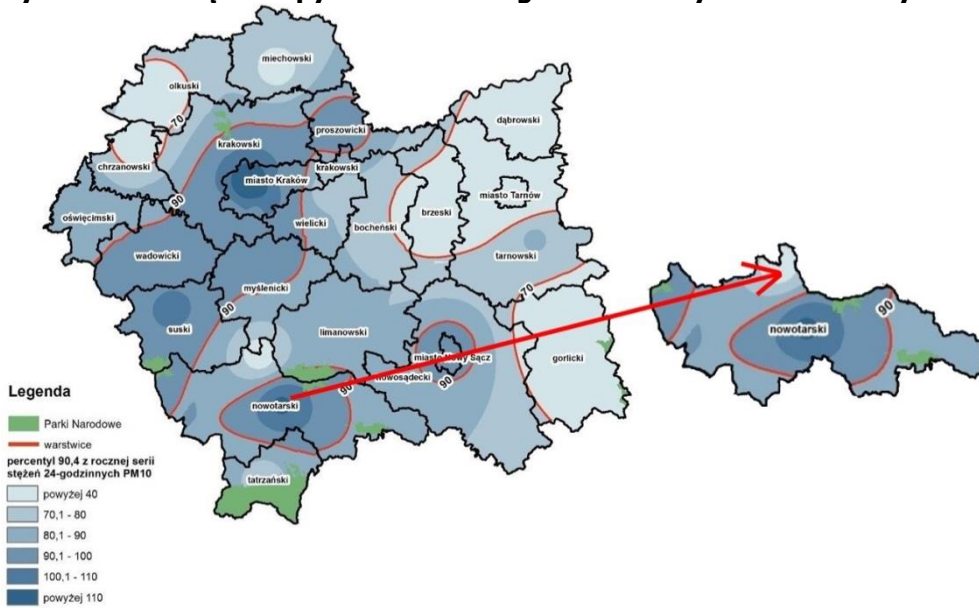 miechowski
olkuski
70
dąbrowski
proszowicki
krakowski
krakowski
chrzanowski
miasto Kraków
miasto Tarnów
90
oświęcimski
wielicki
bocheński
brzeski
wadowicki
tarnowski
myślenicki
70
90
suski
limanowski
nowotarski
90
miasto Nowy Sącz
gorlicki
nowosądecki
90
90
nowotarski
tatrzański
Legenda
Parki Narodowe
warstwice
percentyl 90,4 z rocznej serii
stężeń 24-godzinnych PM10
powyżej 40
70,1 - 80
80,1 - 90
90,1 - 100
100,1 - 110
powyżej 110